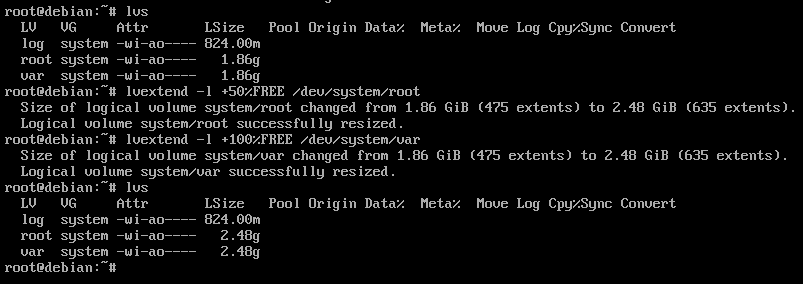 root@debian:~# lvs
  LV   VG     Attr       LSize   Pool Origin Data%  Meta%  Move Log Cpy%Sync Convert
  log  system -wi-ao---- 824.00m
  root system -wi-ao----   1.86g
  var  system -wi-ao----   1.86g
root@debian:~# lvextend -l +50%FREE /dev/system/root
  Size of logical volume system/root changed from 1.86 GiB (475 extents) to 2.48 GiB (635 extents).
  Logical volume system/root successfully resized.
root@debian:~# lvextend -l +100%FREE /dev/system/var
  Size of logical volume system/var changed from 1.86 GiB (475 extents) to 2.48 GiB (635 extents).
  Logical volume system/var successfully resized.
root@debian:~# lvs
  LV   VG     Attr       LSize   Pool Origin Data%  Meta%  Move Log Cpy%Sync Convert
  log  system -wi-ao---- 824.00m
  root system -wi-ao----   2.48g
  var  system -wi-ao----   2.48g
root@debian:~#